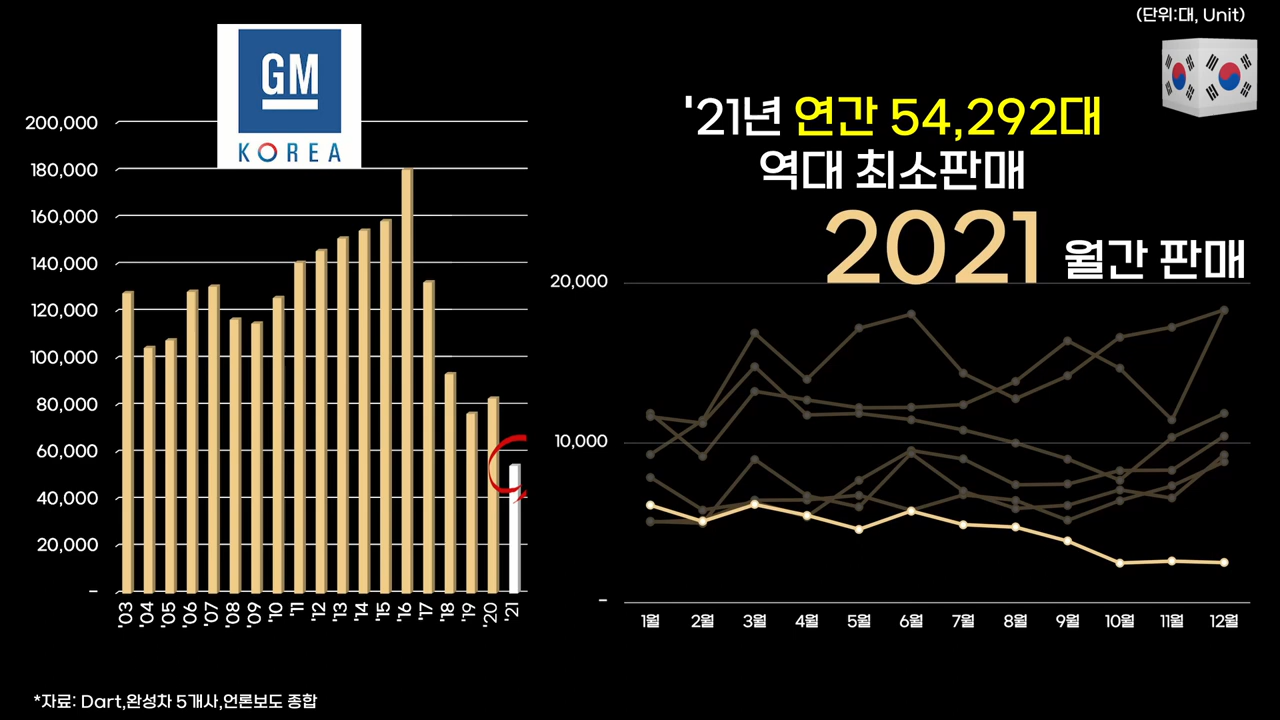 (단위:대, Unit)
GM
KOREA
'21년 연간 54,292대
역대 최소판매
2021 월간 판매
200,000
180,000
160,000
140,000
120,000
100,000
80,000
60,000
40,000
20,000
-
'03 '04 '05 '06 '07 '08 '09 '10 '11 '12 '13 '14 '15 '16 '17 '18 '19 '20 '21
20,000
10,000
-
1월 2월 3월 4월 5월 6월 7월 8월 9월 10월 11월 12월
*자료: Dart,완성차 5개사,언론보도 종합